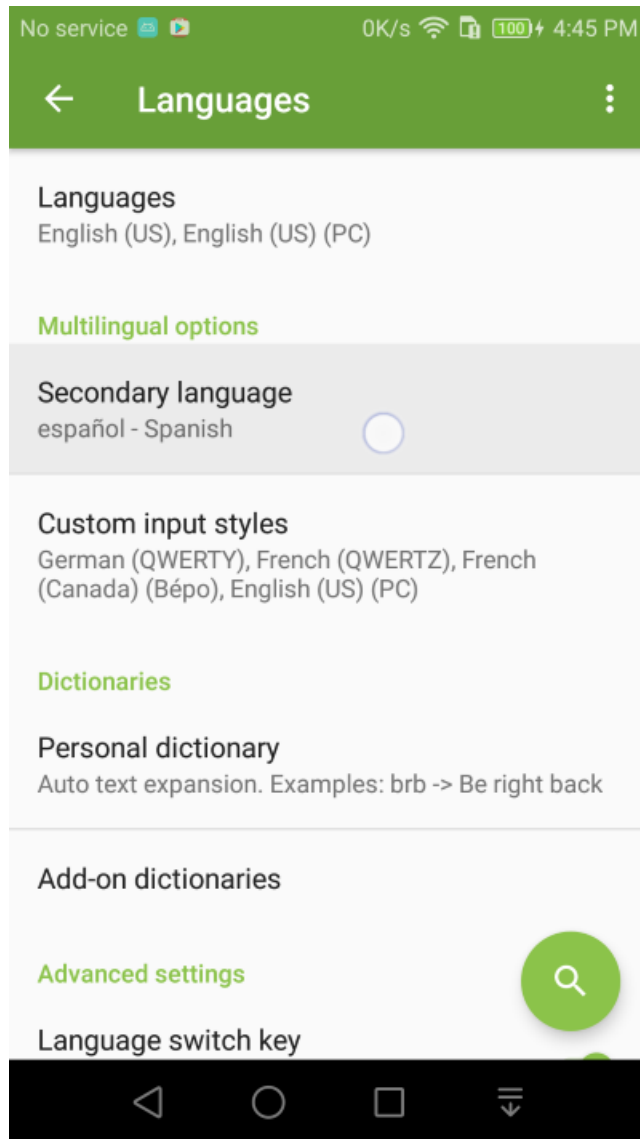 No service 0K/s 100 4:45 PM
Languages
Languages
English (US), English (US) (PC)
Multilingual options
Secondary language
español - Spanish
Custom input styles
German (QWERTY), French (QWERTZ), French
(Canada) (Bépo), English (US) (PC)
Dictionaries
Personal dictionary
Auto text expansion. Examples: brb -> Be right back
Add-on dictionaries
Advanced settings
Language switch key